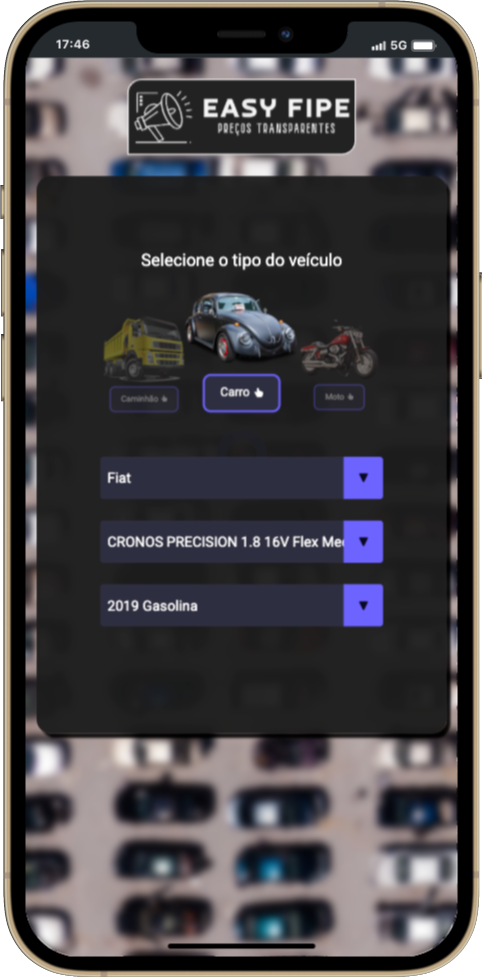 17:46
5G
EASY FIPE
PREÇOS TRANSPARENTES
Selecione o tipo do veículo
Caminhão
Carro
Moto
Fiat
CRONOS PRECISION 1.8 16V Flex Mec
2019 Gasolina